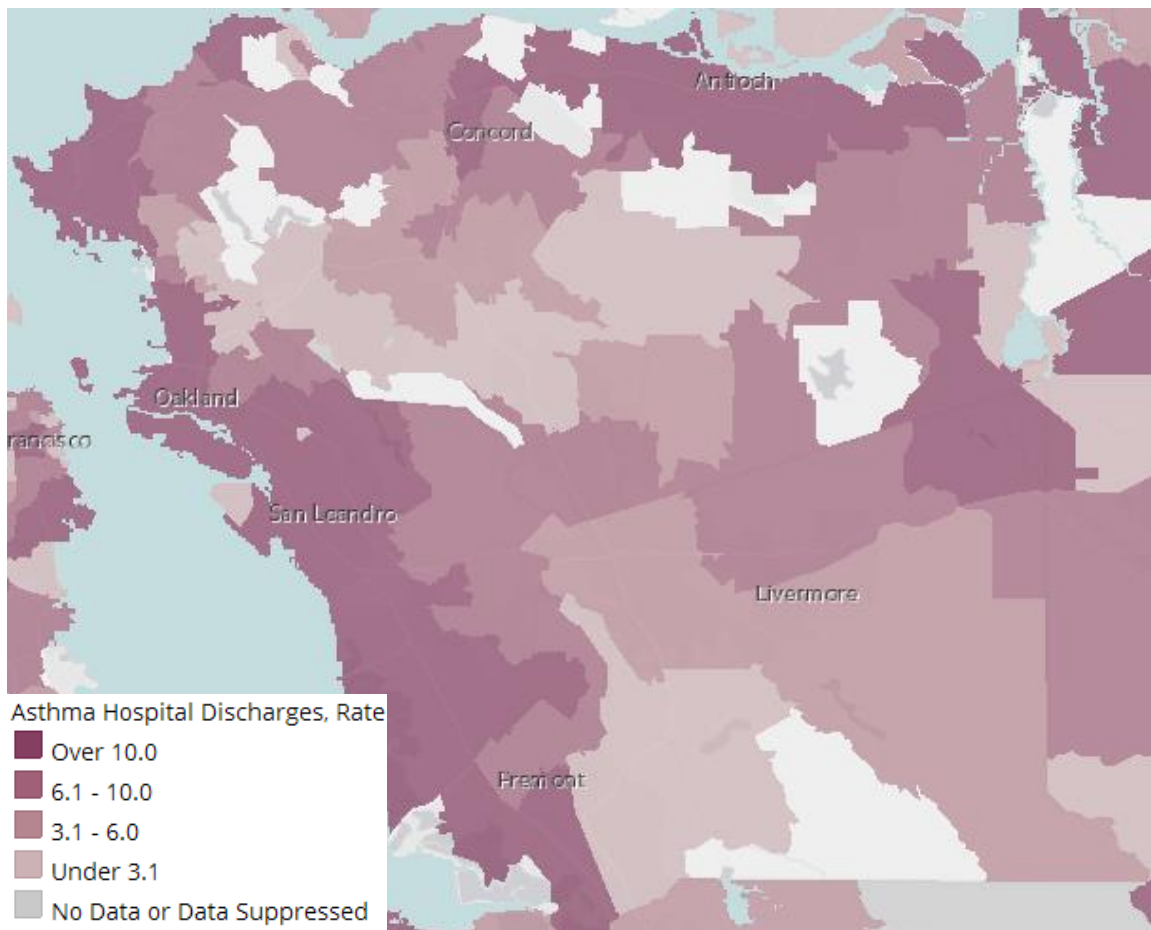 Antioch
Concord
Oakland
rancisco
San Leandro
Livermore
Fremont
Asthma Hospital Discharges, Rate
Over 10.0
6.1 - 10.0
3.1 - 6.0
Under 3.1
No Data or Data Suppressed